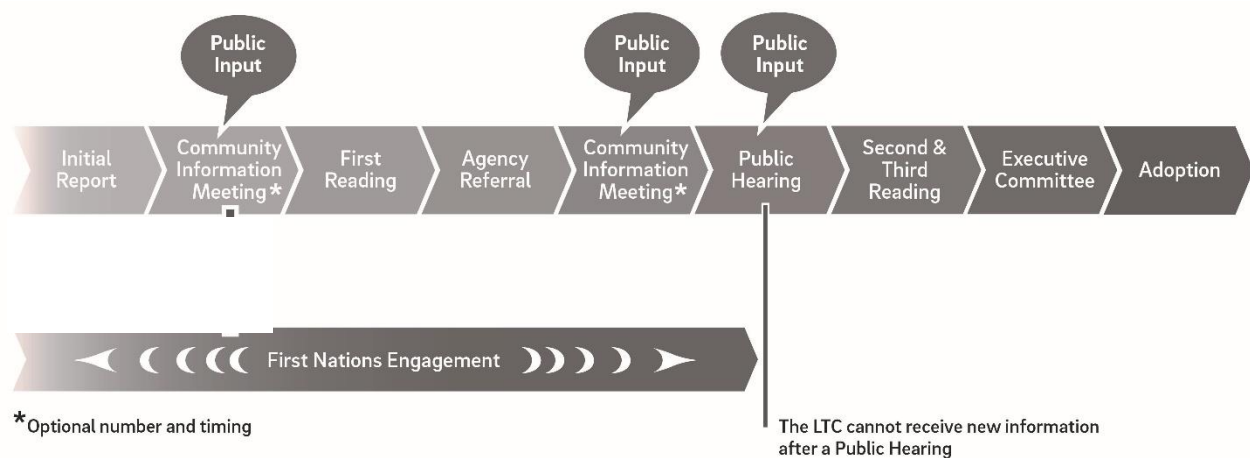 Public
Input
Public
Input
Public
Input
Initial
Report
Community
Information
Meeting*
First
Reading
Agency
Referral
Community
Information
Meeting*
Public
Hearing
Second &
Third
Reading
Executive
Committee
Adoption
First Nations Engagement
*Optional number and timing
The LTC cannot receive new information
after a Public Hearing